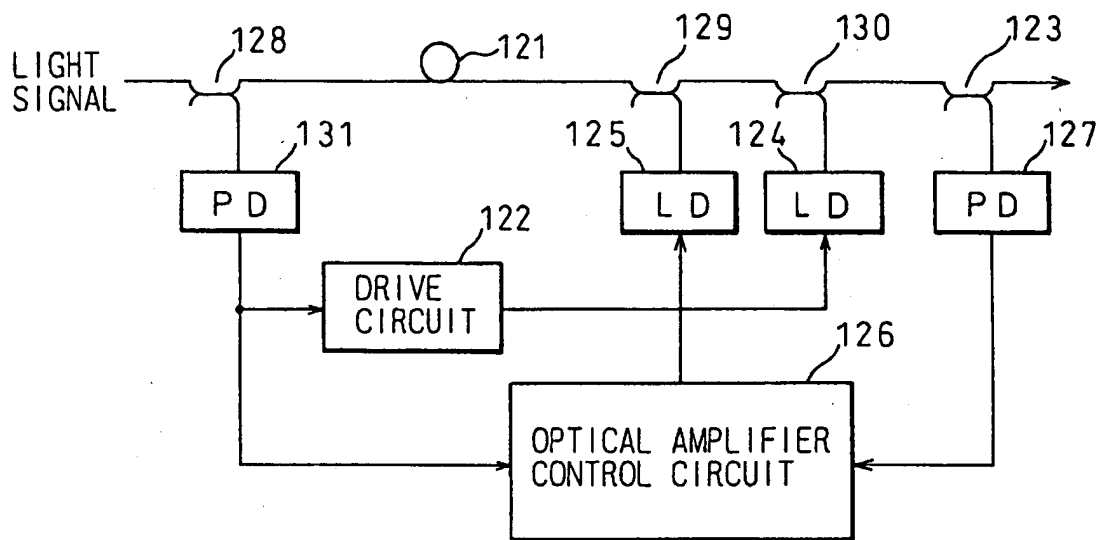 128
121
129
130
123
LIGHT
SIGNAL
131
125
124
127
PD
LD
LD
PD
122
DRIVE
CIRCUIT
126
OPTICAL AMPLIFIER
CONTROL CIRCUIT